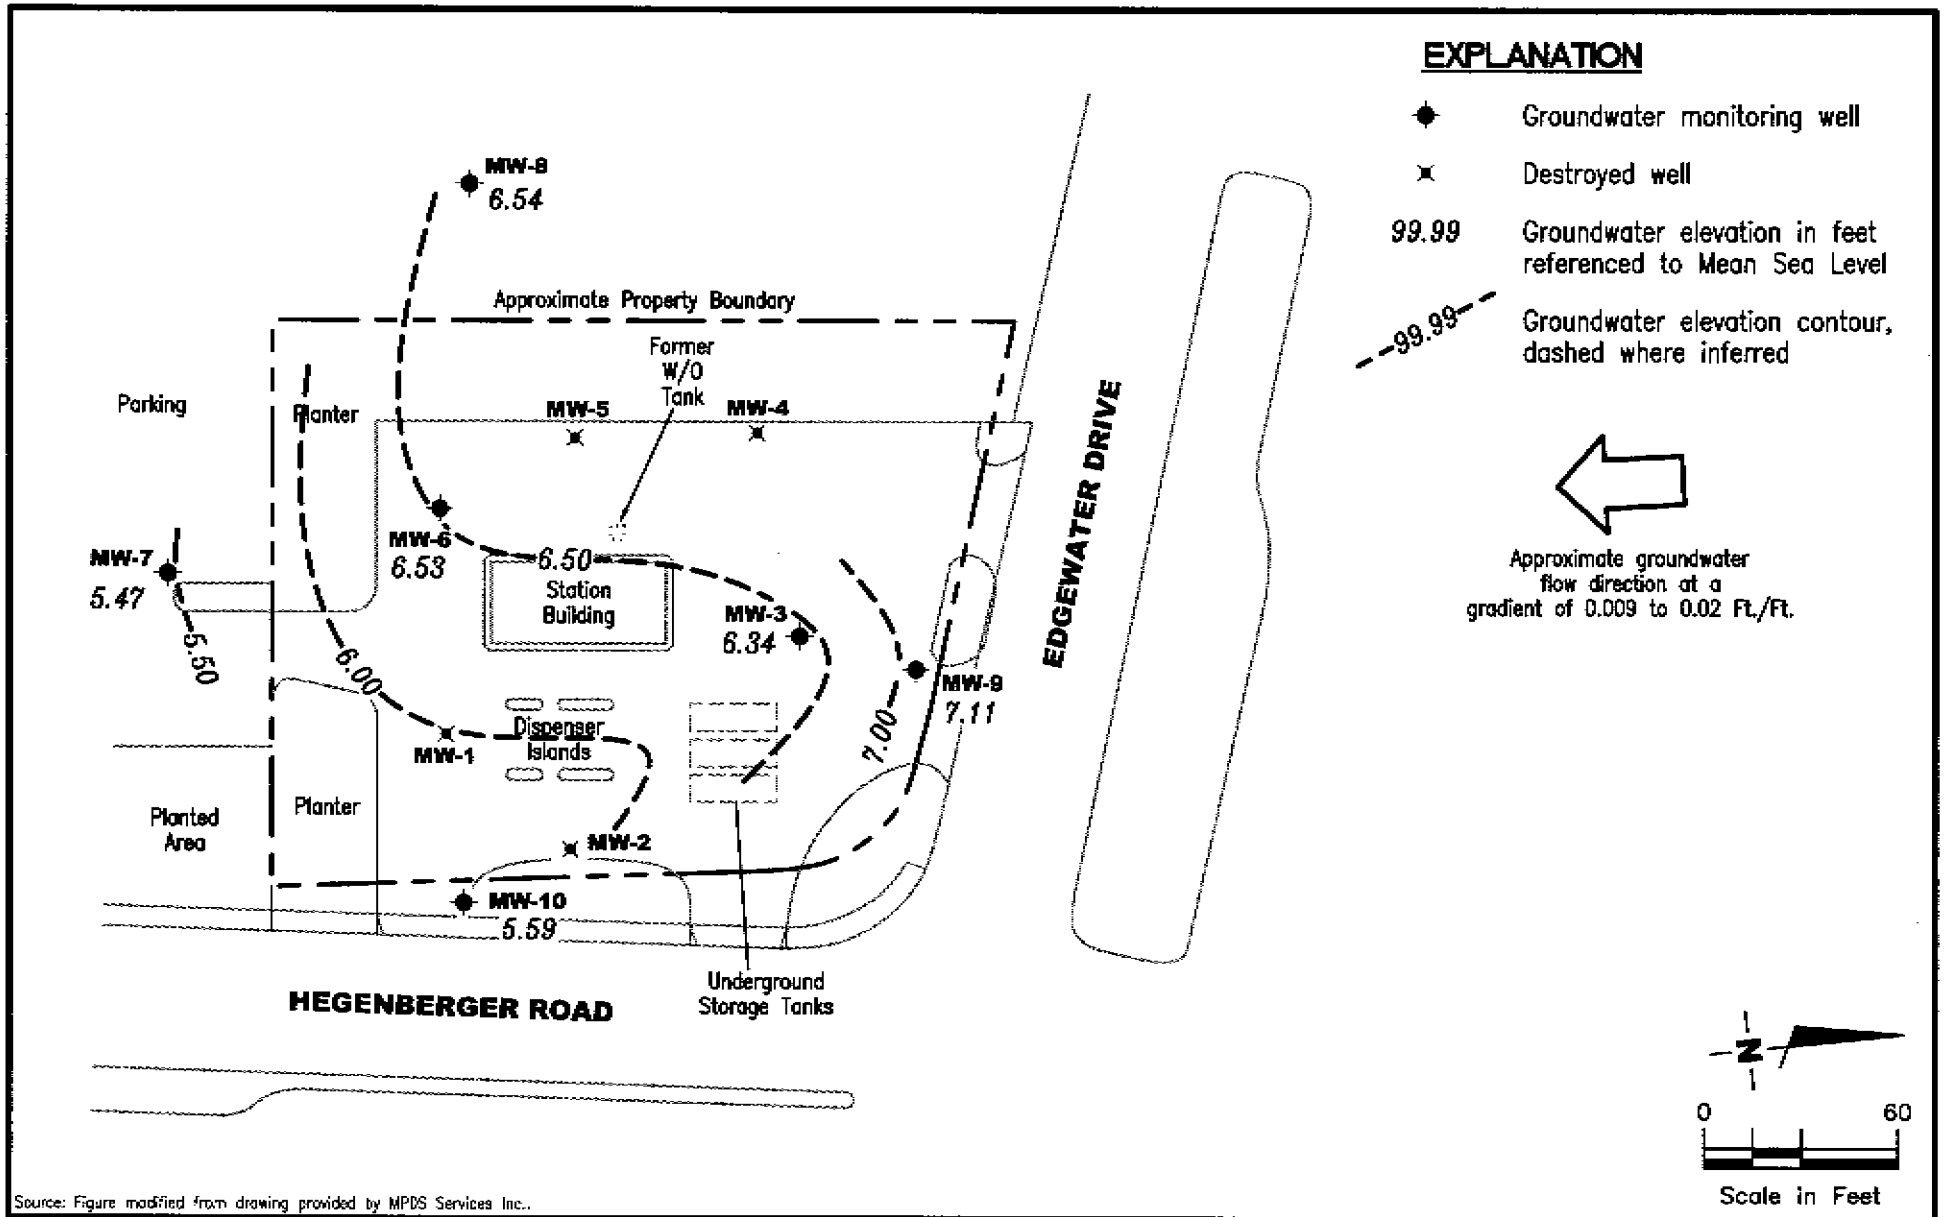 EXPLANATION
Groundwater monitoring well
Destroyed well
99.99
Groundwater elevation in feet
referenced to Mean Sea Level
99.99
Groundwater elevation contour,
dashed where inferred
Approximate groundwater
flow direction at a
gradient of 0.009 to 0.02 Ft./Ft.
MW-8
6.54
Approximate Property Boundary
Former
W/O
Tank
Parking
Planter
MW-5
MW-4
EDGEWATER DRIVE
MW-7
5.47
MW-6
6.53
6.50
Station
Building
MW-3
6.34
5.50
6.00
MW-9
7.11
7.00
MW-1
Dispenser
Islands
Planted
Area
Planter
MW-2
MW-10
5.59
Underground
Storage Tanks
HEGENBERGER ROAD
N
0 60
Scale in Feet
Source: Figure modified from drawing provided by MPDS Services Inc..